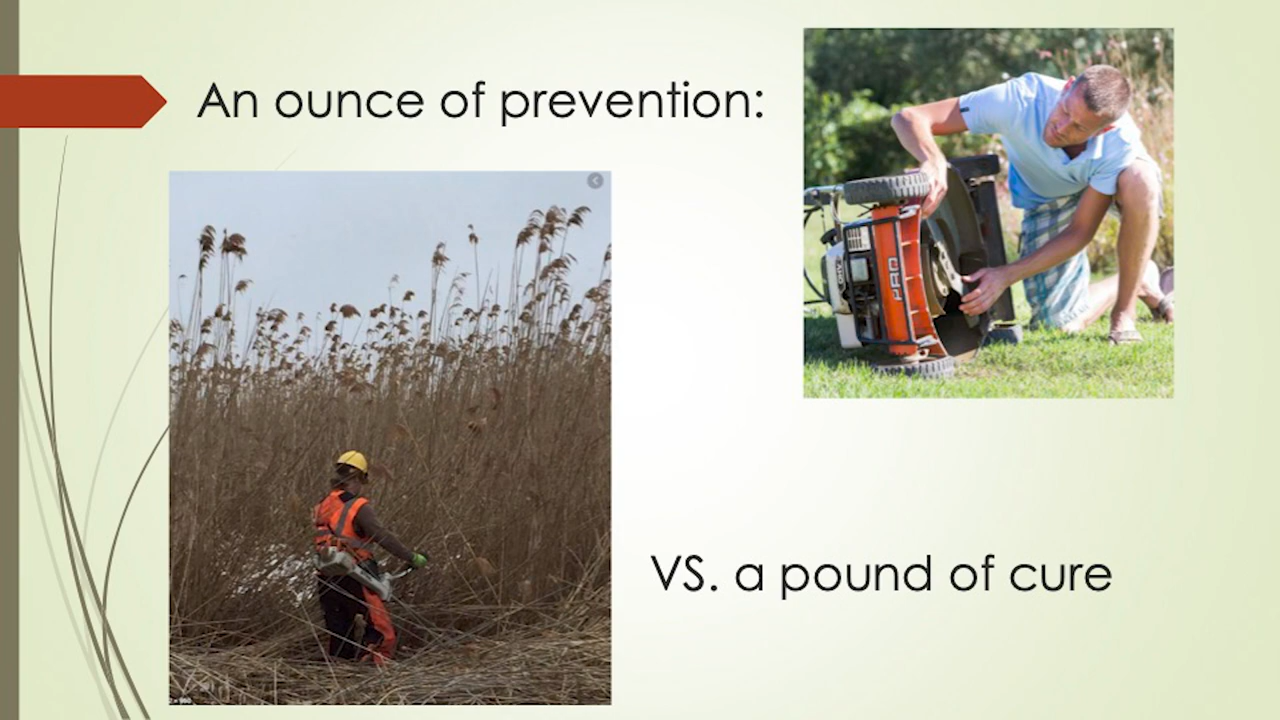 An ounce of prevention:
VS. a pound of cure